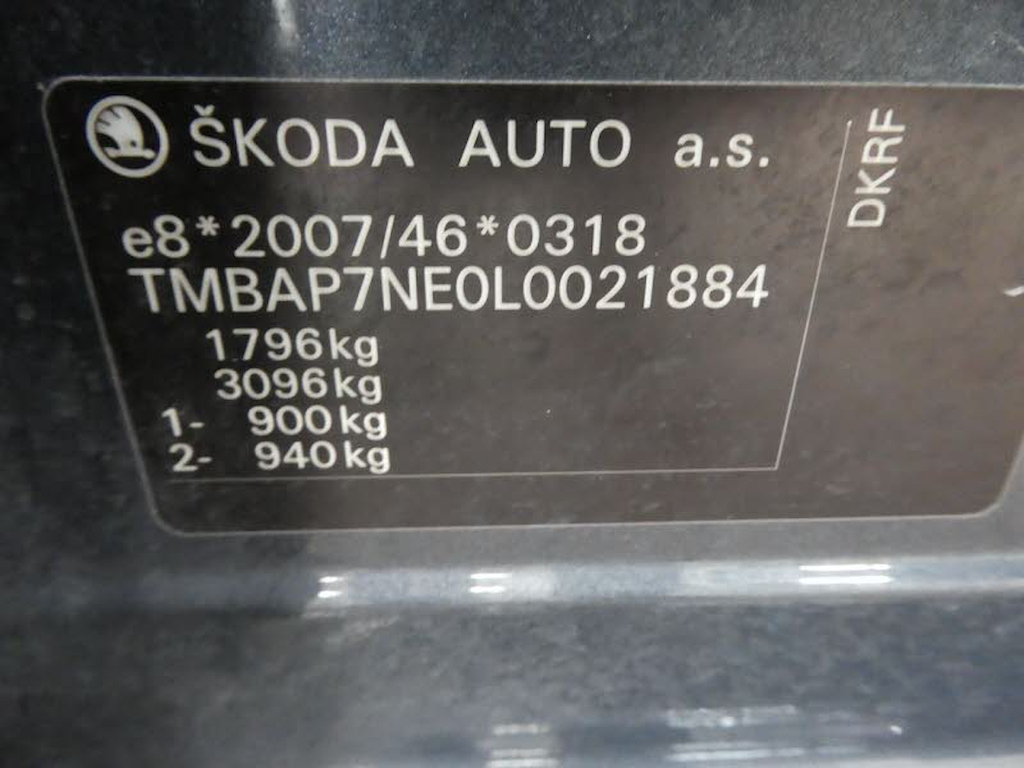 ŠKODA AUTO a.s.
e8*2007/46*0318
TMBAP7NE0L0021884
1796kg
3096kg
1- 900kg
2- 940kg
DKRF